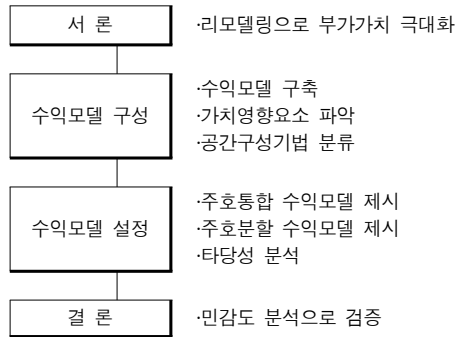 서 론
·리모델링으로 부가가치 극대화
수익모델 구성
·수익모델 구축
·가치영향요소 파악
·공간구성기법 분류
수익모델 설정
·주호통합 수익모델 제시
·주호분할 수익모델 제시
·타당성 분석
결 론
·민감도 분석으로 검증